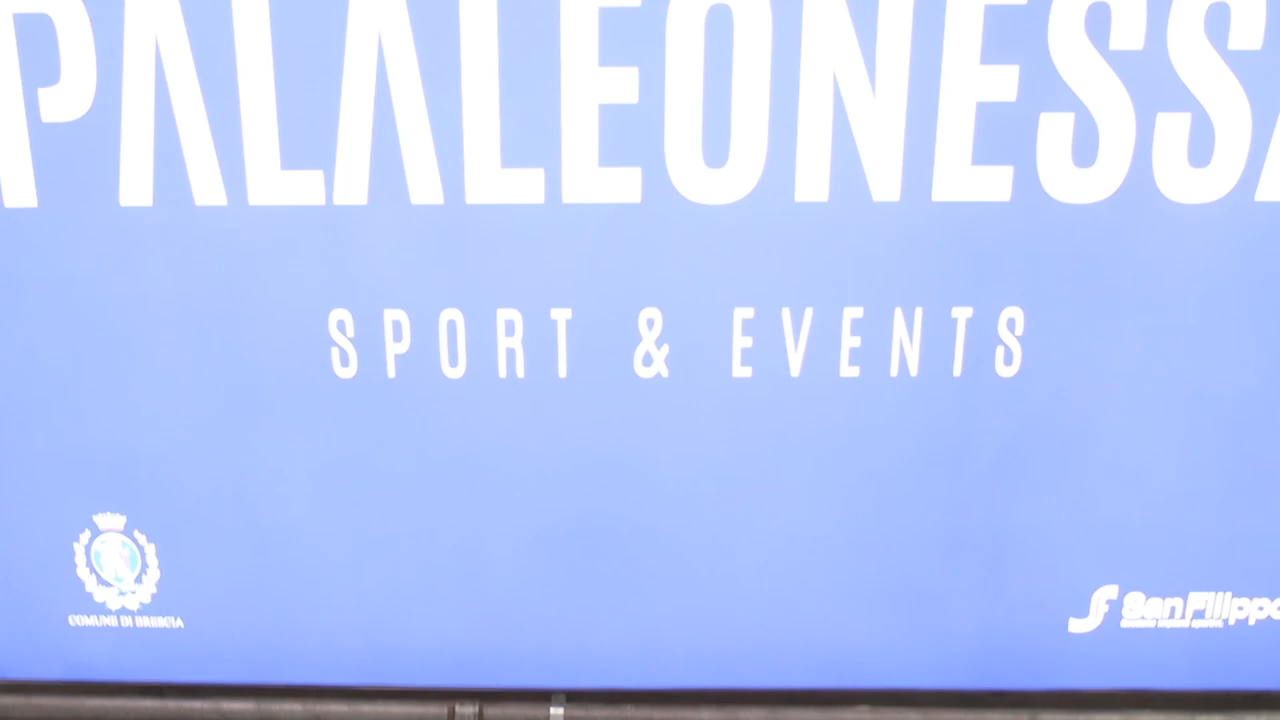 PALALEONESSA
SPORT & EVENTS
COMUNE DI BRESCIA
San Filippo